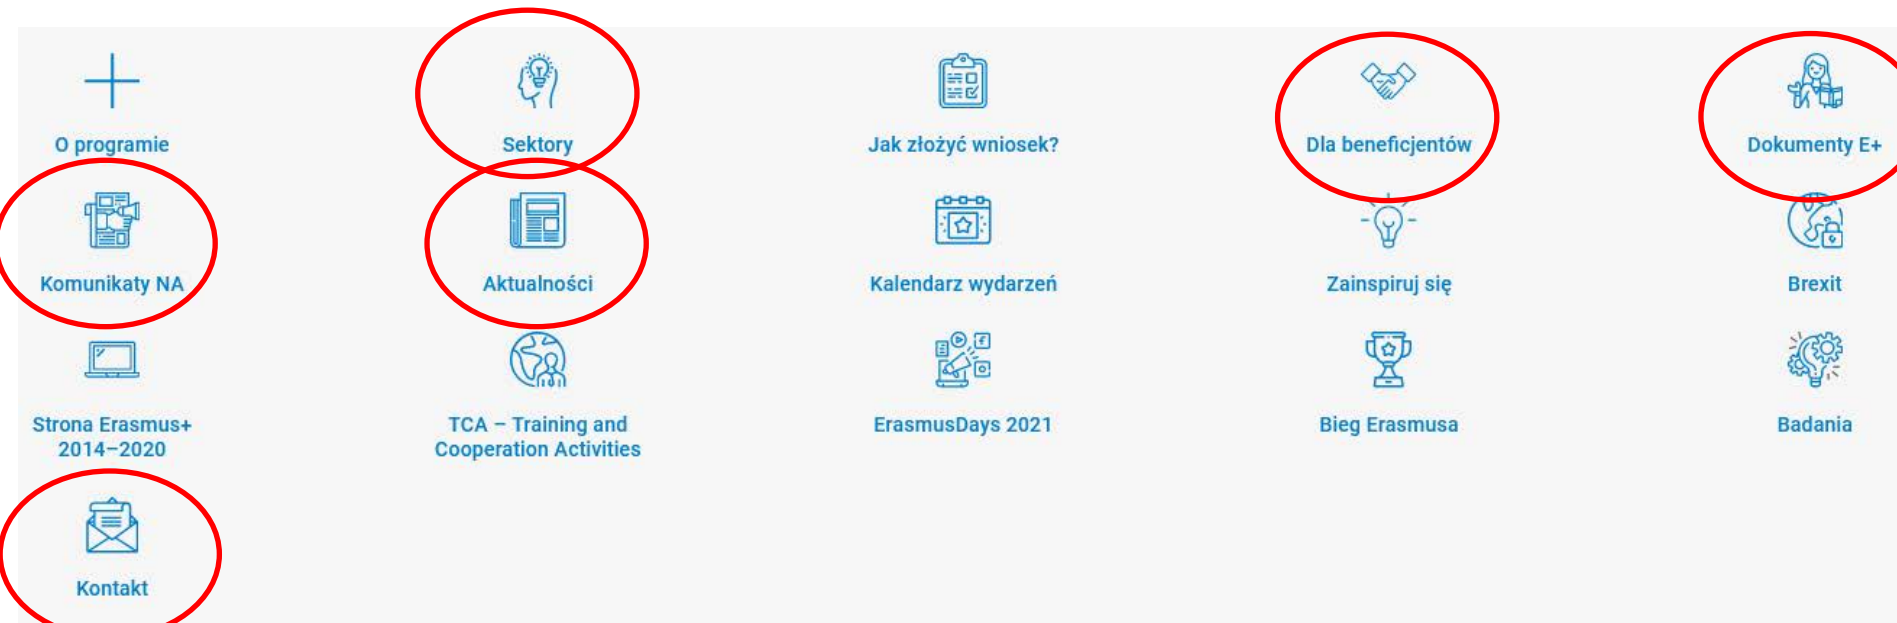 O programie
Sektory
Jak złożyć wniosek?
Dla beneficjentów
Dokumenty E+
Komunikaty NA
Aktualności
Kalendarz wydarzeń
Zainspiruj się
Brexit
Strona Erasmus+
2014–2020
TCA – Training and
Cooperation Activities
ErasmusDays 2021
Bieg Erasmusa
Badania
Kontakt